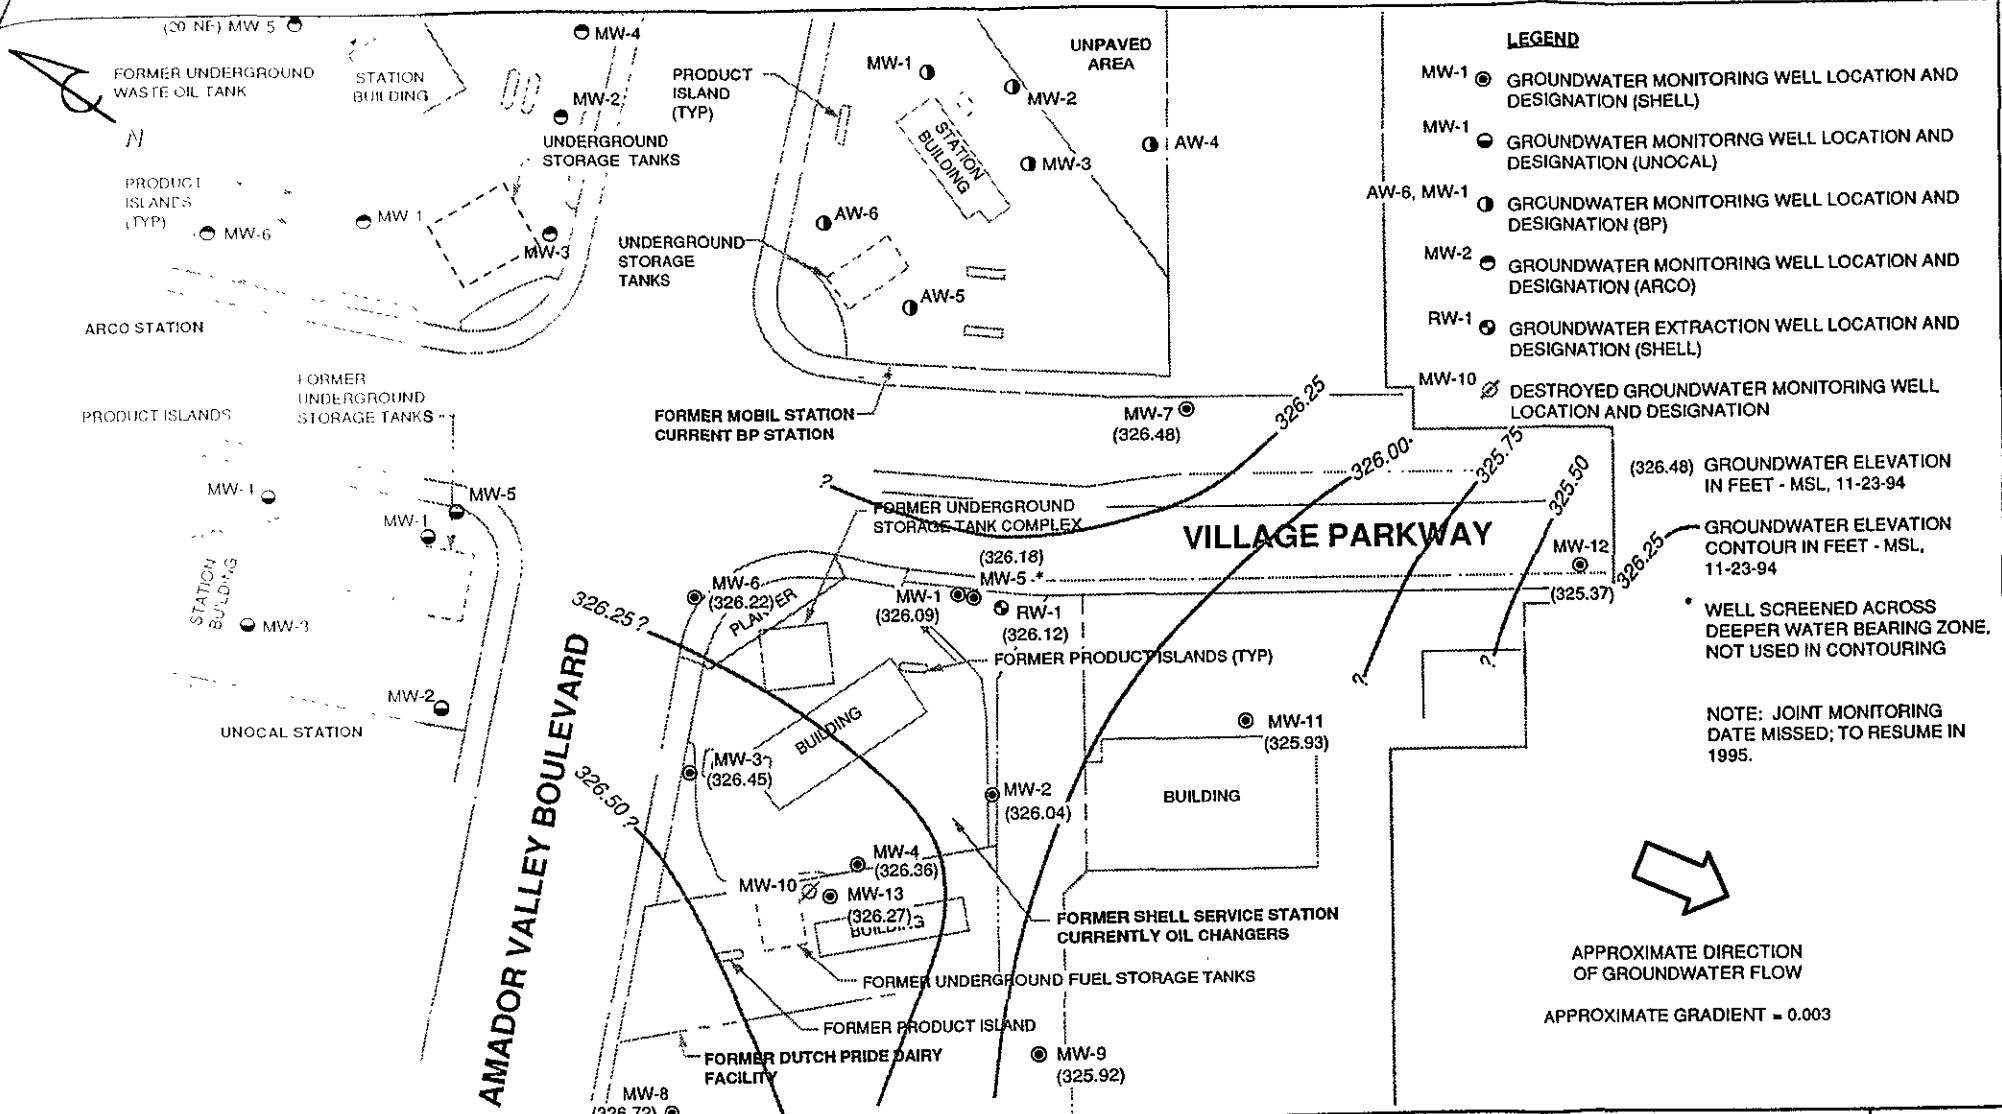 (20 NF) MW 5
MW-4
FORMER UNDERGROUND
WASTE OIL TANK
STATION
BUILDING
N
MW-2
UNDERGROUND
STORAGE TANKS
PRODUCT
ISLANDS
(TYP)
MW-6
MW 1
MW-3
ARCO STATION
PRODUCT
ISLAND
(TYP)
MW-1
MW-2
UNPAVED
AREA
STATION
BUILDING
MW-3
AW-4
AW-6
UNDERGROUND
STORAGE
TANKS
AW-5
FORMER MOBIL STATION
CURRENT BP STATION
FORMER
UNDERGROUND
STORAGE TANKS
PRODUCT ISLANDS
MW-5
MW-1
STATION
BUILDING
MW-3
MW-2
UNOCAL STATION
MW-7
(326.48)
326.25
326.00
325.75
325.50
?
FORMER UNDERGROUND
STORAGE TANK COMPLEX
VILLAGE PARKWAY
(326.18)
MW-5 *
MW-12
(325.37)
MW-6
(326.22)
PLANTER
MW-1
(326.09)
RW-1
(326.12)
326.25 ?
FORMER PRODUCT ISLANDS (TYP)
?
?
BUILDING
MW-11
(325.93)
MW-3
(326.45)
326.50 ?
MW-2
(326.04)
BUILDING
AMADOR VALLEY BOULEVARD
MW-4
(326.36)
MW-10
MW-13
(326.27)
BUILDING
FORMER SHELL SERVICE STATION
CURRENTLY OIL CHANGERS
FORMER UNDERGROUND FUEL STORAGE TANKS
FORMER PRODUCT ISLAND
FORMER DUTCH PRIDE DAIRY
FACILITY
MW-9
(325.92)
MW-8
(326.72)
LEGEND
MW-1 GROUNDWATER MONITORING WELL LOCATION AND
DESIGNATION (SHELL)
MW-1 GROUNDWATER MONITORNG WELL LOCATION AND
DESIGNATION (UNOCAL)
AW-6, MW-1 GROUNDWATER MONITORING WELL LOCATION AND
DESIGNATION (BP)
MW-2 GROUNDWATER MONITORING WELL LOCATION AND
DESIGNATION (ARCO)
RW-1 GROUNDWATER EXTRACTION WELL LOCATION AND
DESIGNATION (SHELL)
MW-10 DESTROYED GROUNDWATER MONITORING WELL
LOCATION AND DESIGNATION
(326.48) GROUNDWATER ELEVATION
IN FEET - MSL, 11-23-94
326.25 GROUNDWATER ELEVATION
CONTOUR IN FEET - MSL,
11-23-94
* WELL SCREENED ACROSS
DEEPER WATER BEARING ZONE,
NOT USED IN CONTOURING
NOTE: JOINT MONITORING
DATE MISSED; TO RESUME IN
1995.
APPROXIMATE DIRECTION
OF GROUNDWATER FLOW
APPROXIMATE GRADIENT = 0.003